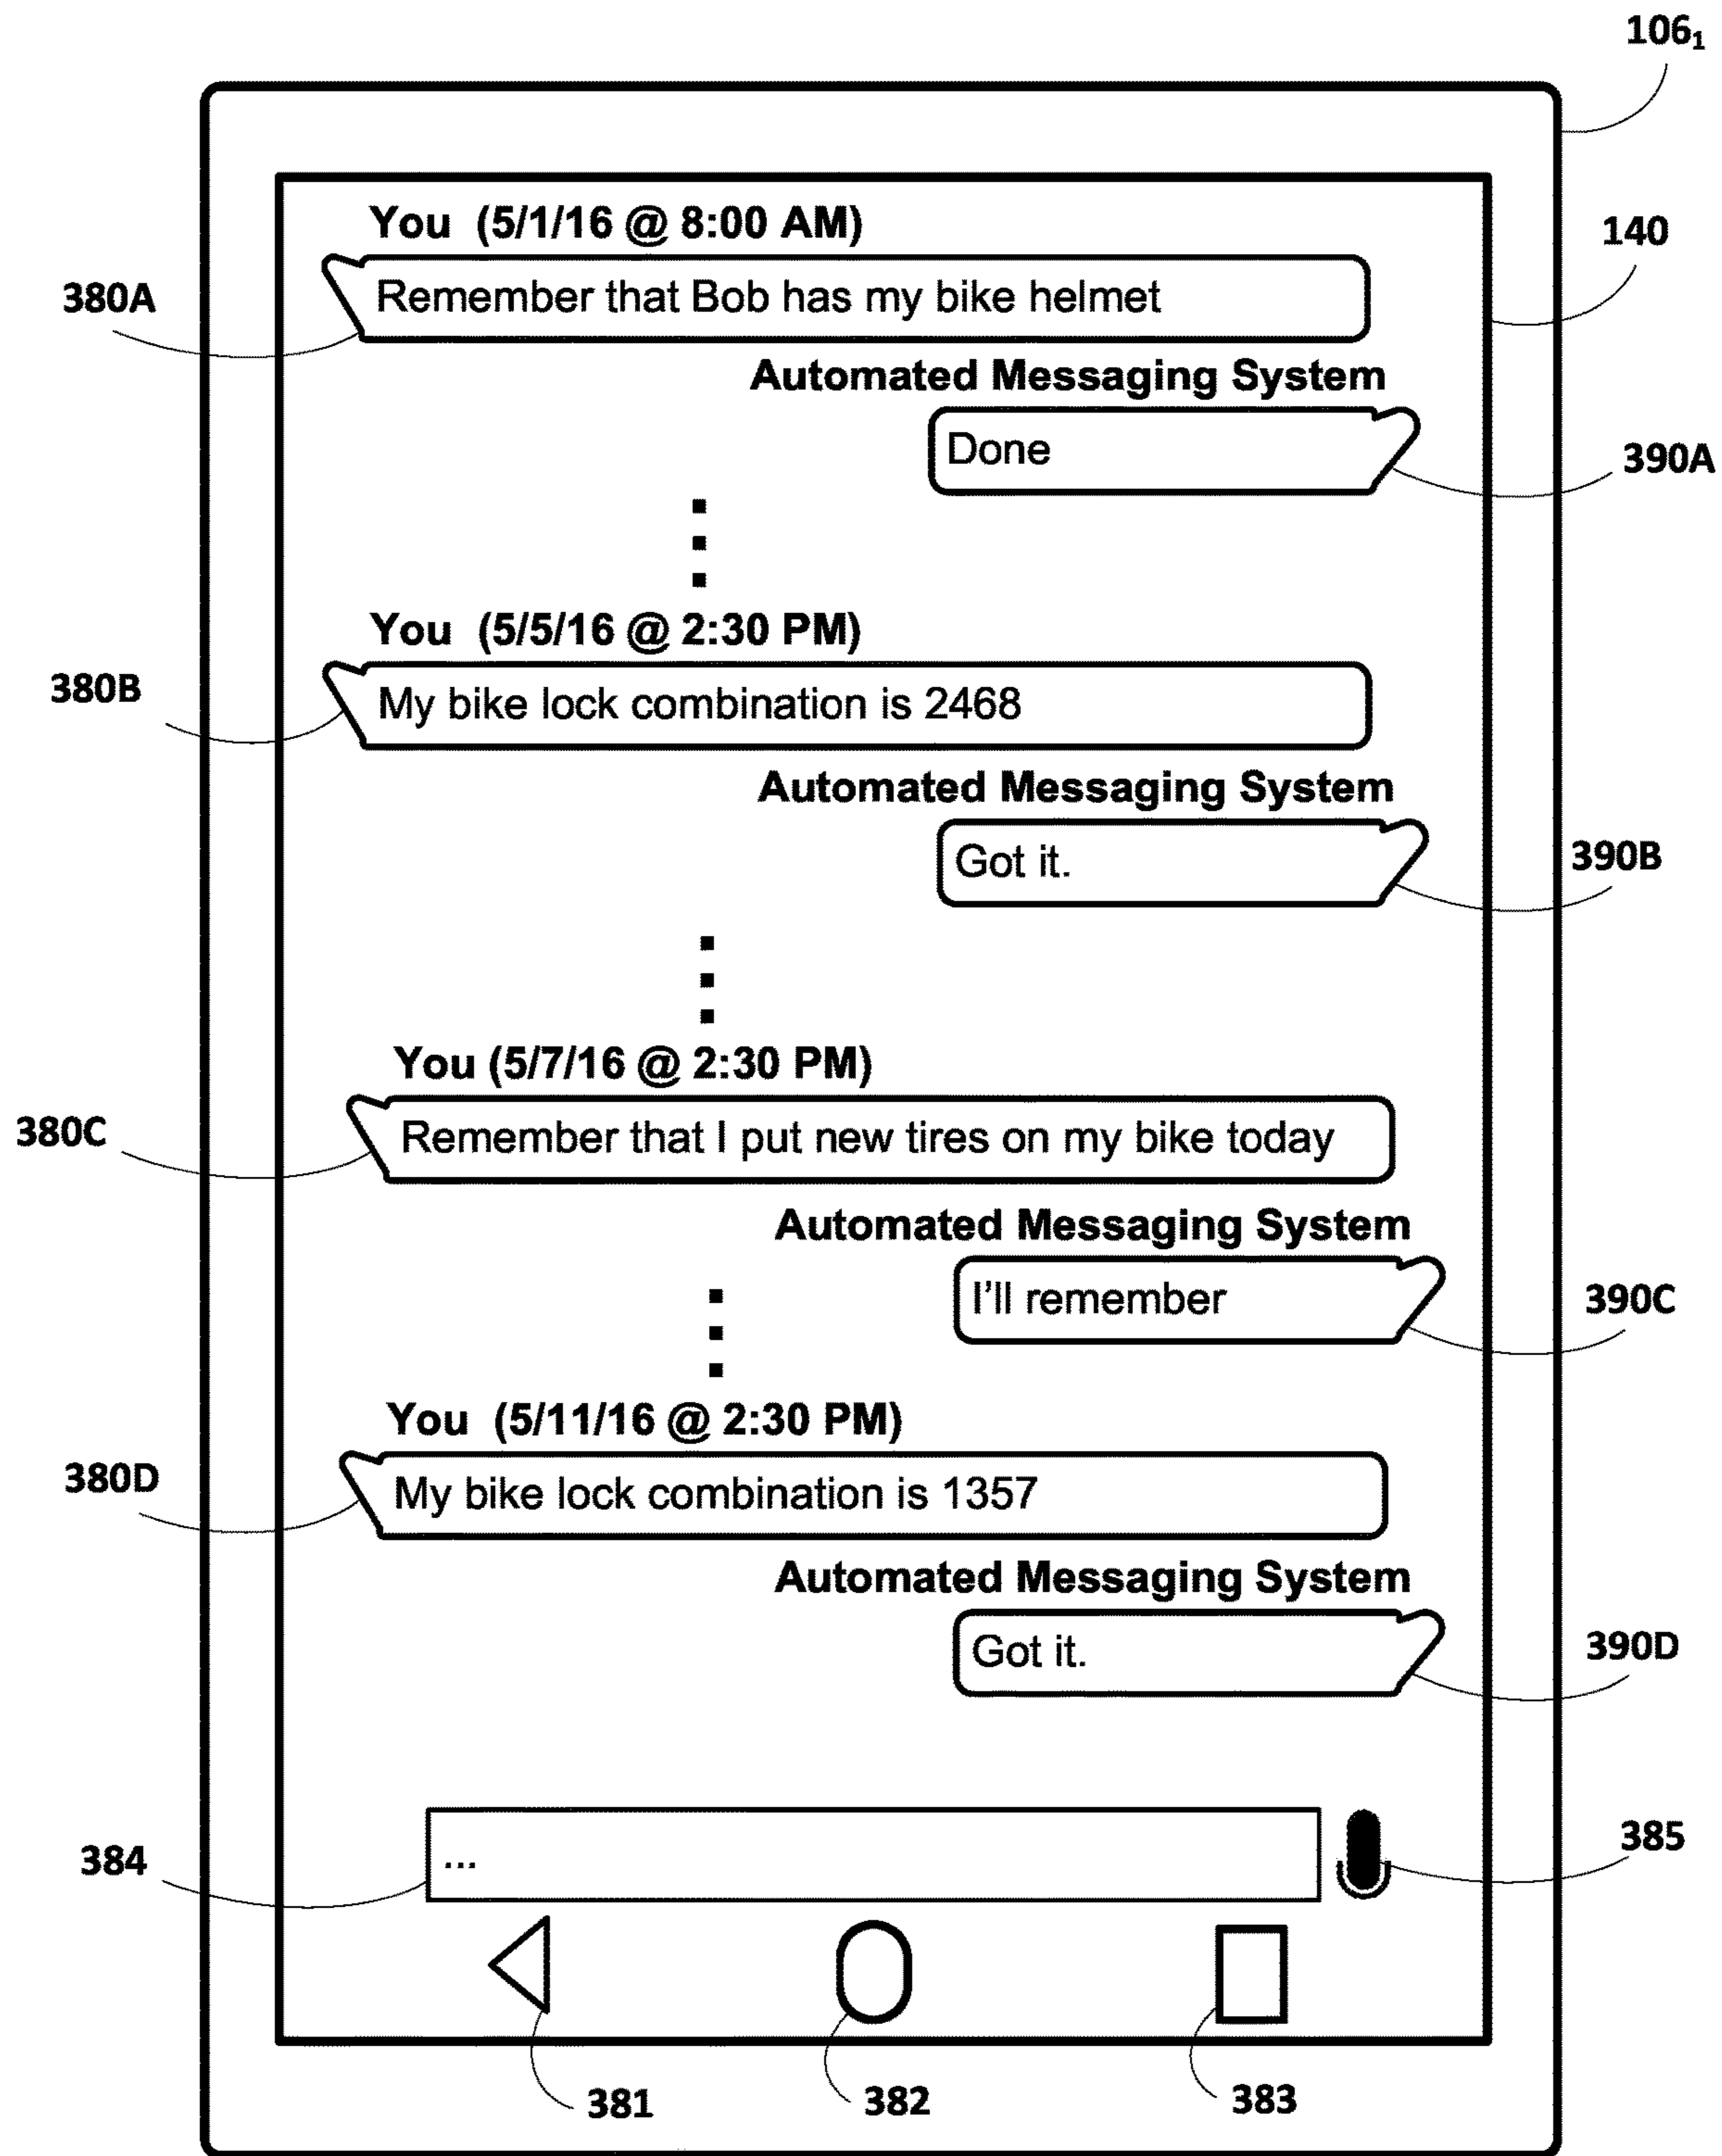 106₁
You (5/1/16 @ 8:00 AM)
140
380A
Remember that Bob has my bike helmet
Automated Messaging System
Done
390A
You (5/5/16 @ 2:30 PM)
380B
My bike lock combination is 2468
Automated Messaging System
Got it.
390B
You (5/7/16 @ 2:30 PM)
380C
Remember that I put new tires on my bike today
Automated Messaging System
I'll remember
390C
You (5/11/16 @ 2:30 PM)
380D
My bike lock combination is 1357
Automated Messaging System
Got it.
390D
384
...
385
381
382
383